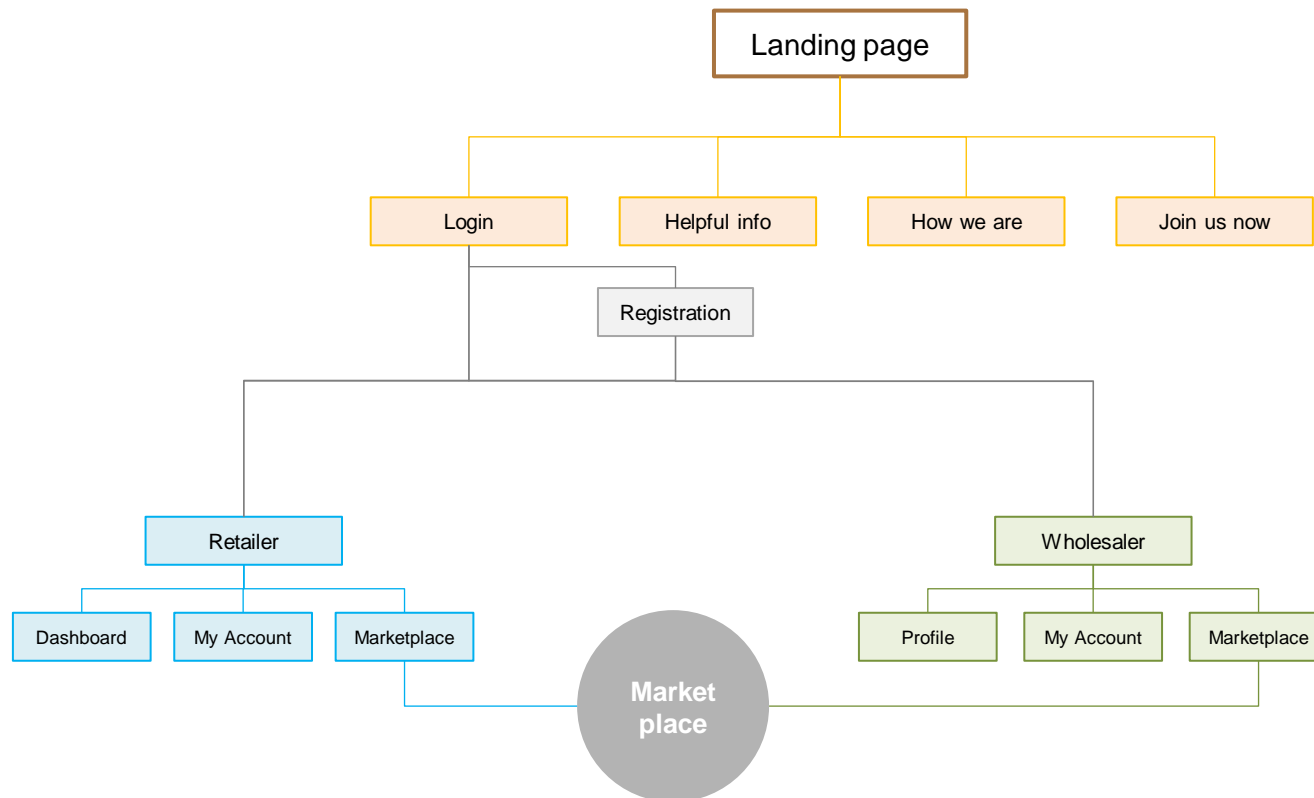 Landing page
Login
Helpful info
How we are
Join us now
Registration
Retailer
Wholesaler
Dashboard
My Account
Marketplace
Profile
My Account
Marketplace
Market
place